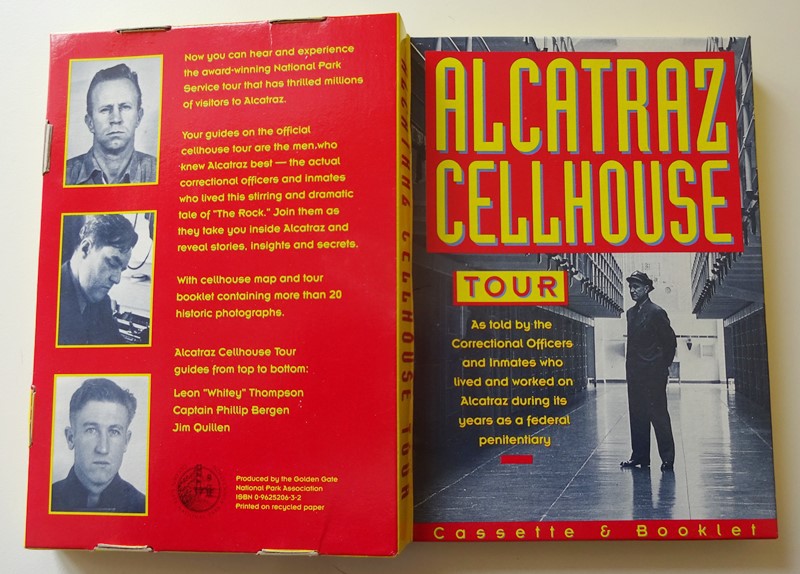 Now you can hear and experience
the award-winning National Park
Service tour that has thrilled millions
of visitors to Alcatraz.
Your guides on the official
cellhouse tour are the men who
knew Alcatraz best — the actual
correctional officers and inmates
who lived this stirring and dramatic
tale of "The Rock." Join them as
they take you inside Alcatraz and
reveal stories, insights and secrets.
With cellhouse map and tour
booklet containing more than 20
historic photographs.
Alcatraz Cellhouse Tour
guides from top to bottom:
Leon "Whitey" Thompson
Captain Phillip Bergen
Jim Quillen
Produced by the Golden Gate
National Park Association
ISBN 0-9625206-3-2
Printed on recycled paper
ALCATRAZ CELLHOUSE TOUR
ALCATRAZ
CELLHOUSE
TOUR
As told by the
Correctional Officers
and Inmates who
lived and worked on
Alcatraz during its
years as a federal
penitentiary
Cassette & Booklet